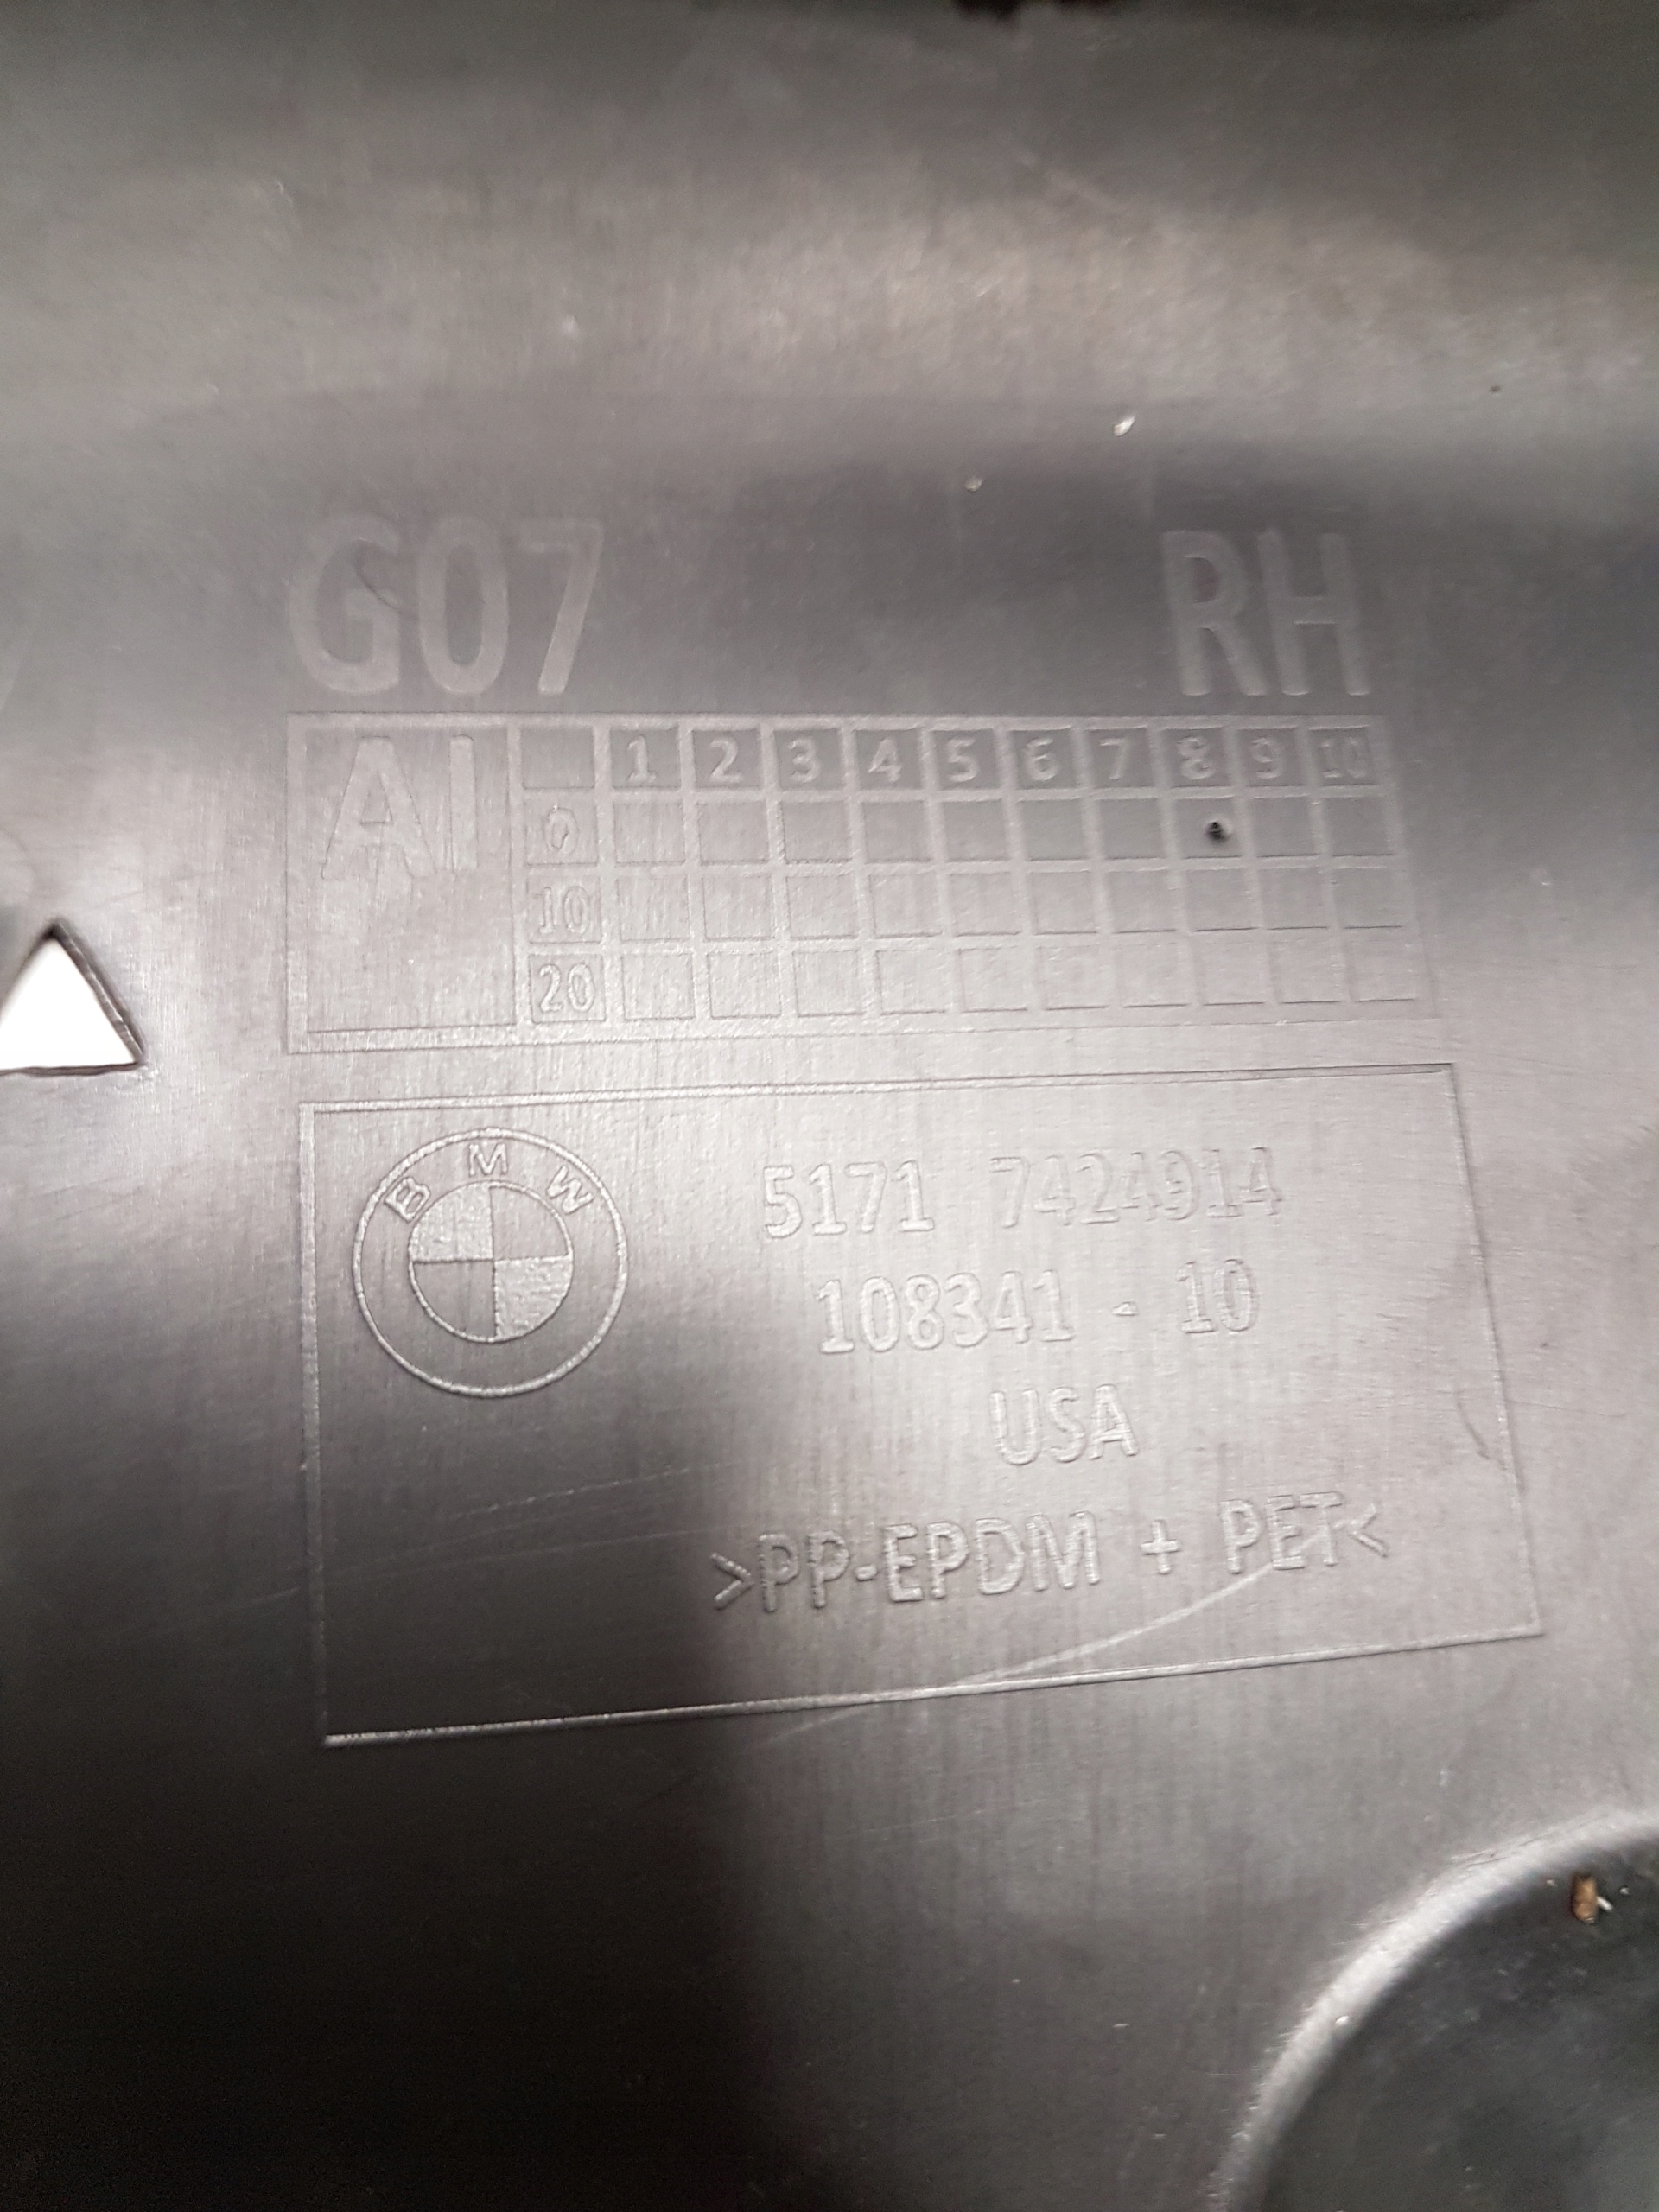 G07 RH
AI 1 2 3 4 5 6 7 8 9 10
0
10
20
BMW 5171 7424914
108341 - 10
USA
>PP-EPDM + PET<